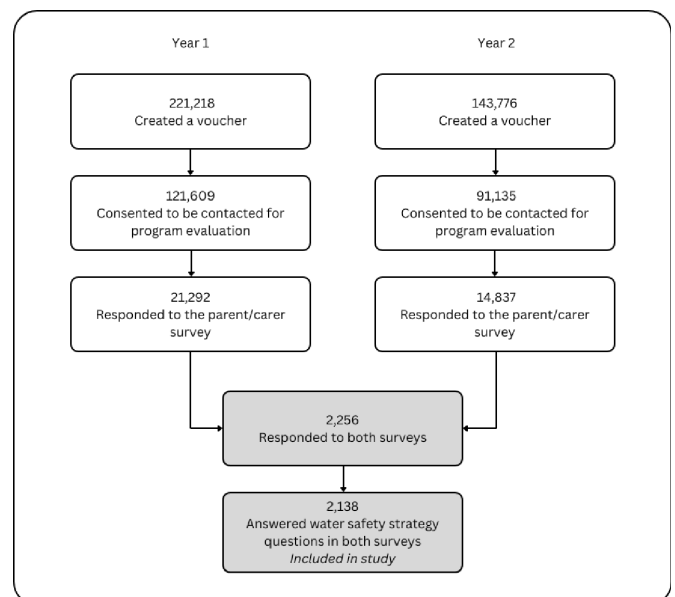 Year 1
221,218
Created a voucher
121,609
Consented to be contacted for
program evaluation
21,292
Responded to the parent/carer
survey
Year 2
143,776
Created a voucher
91,135
Consented to be contacted for
program evaluation
14,837
Responded to the parent/carer
survey
2,256
Responded to both surveys
2,138
Answered water safety strategy
questions in both surveys
Included in study